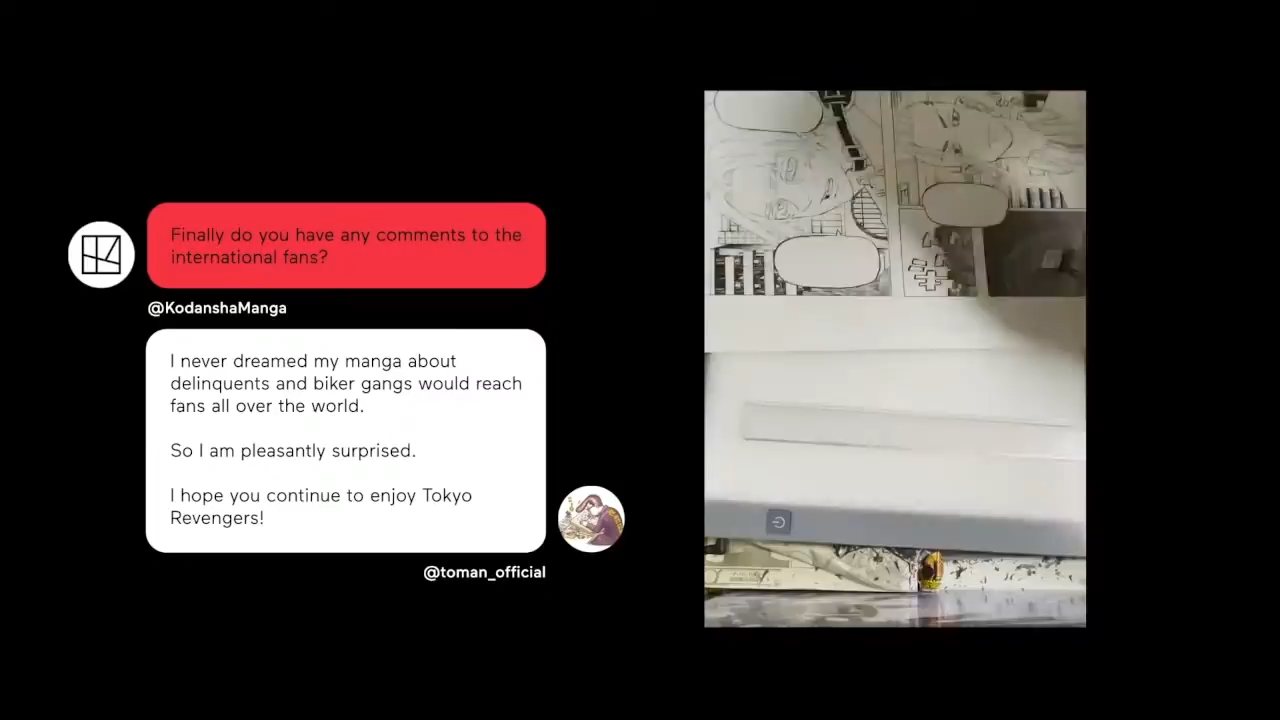 Finally do you have any comments to the
international fans?
@KodanshaManga
I never dreamed my manga about
delinquents and biker gangs would reach
fans all over the world.
So I am pleasantly surprised.
I hope you continue to enjoy Tokyo
Revengers!
@toman_official